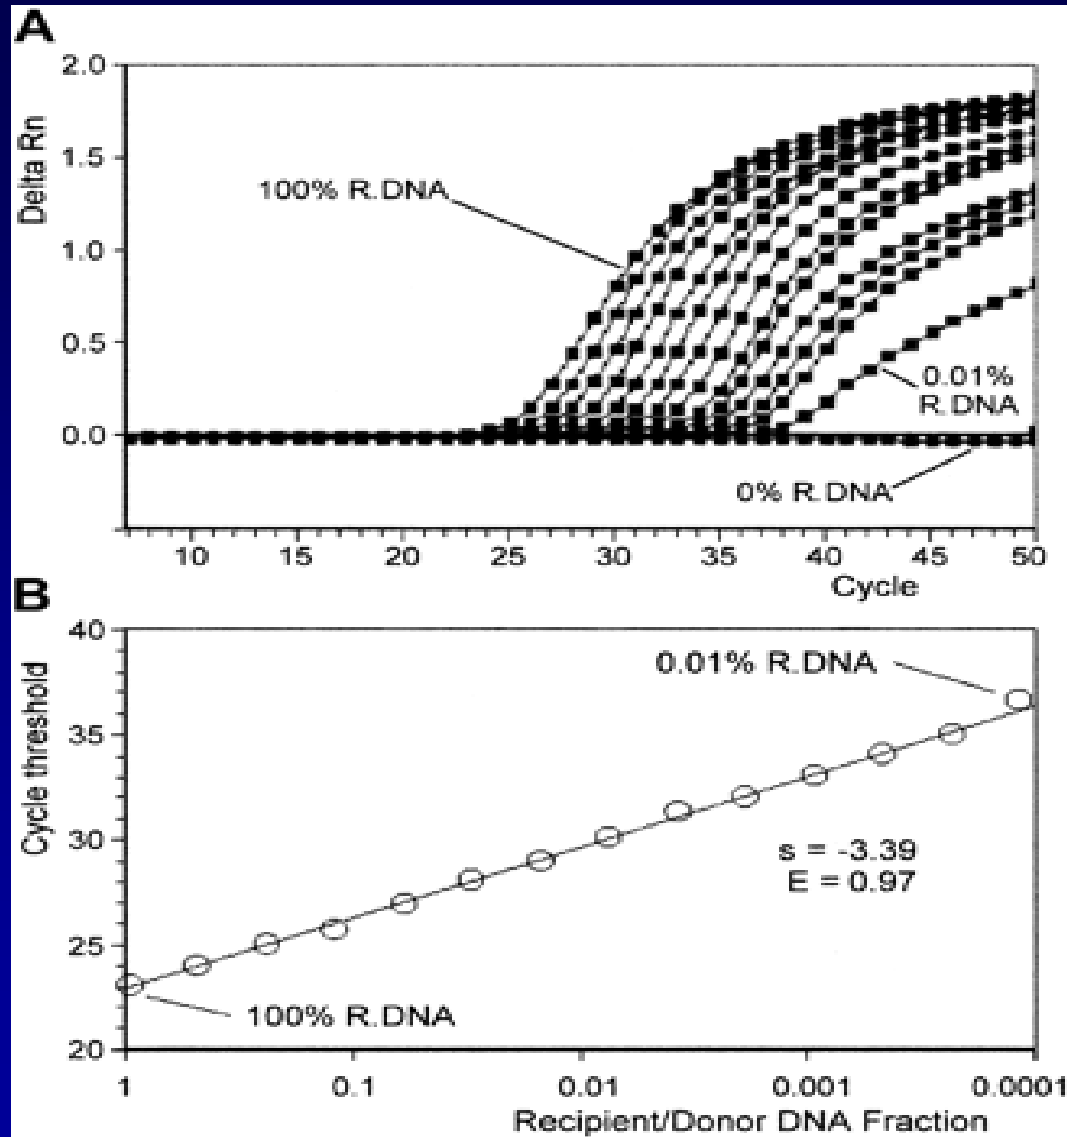 A
2.0
1.5
1.0
0.5
0.0
Delta Rn
100% R.DNA
0.01%
R.DNA
0% R.DNA
10 15 20 25 30 35 40 45 50
Cycle
B
40
35
30
25
20
Cycle threshold
0.01% R.DNA
s = -3.39
E = 0.97
100% R.DNA
1 0.1 0.01 0.001 0.0001
Recipient/Donor DNA Fraction